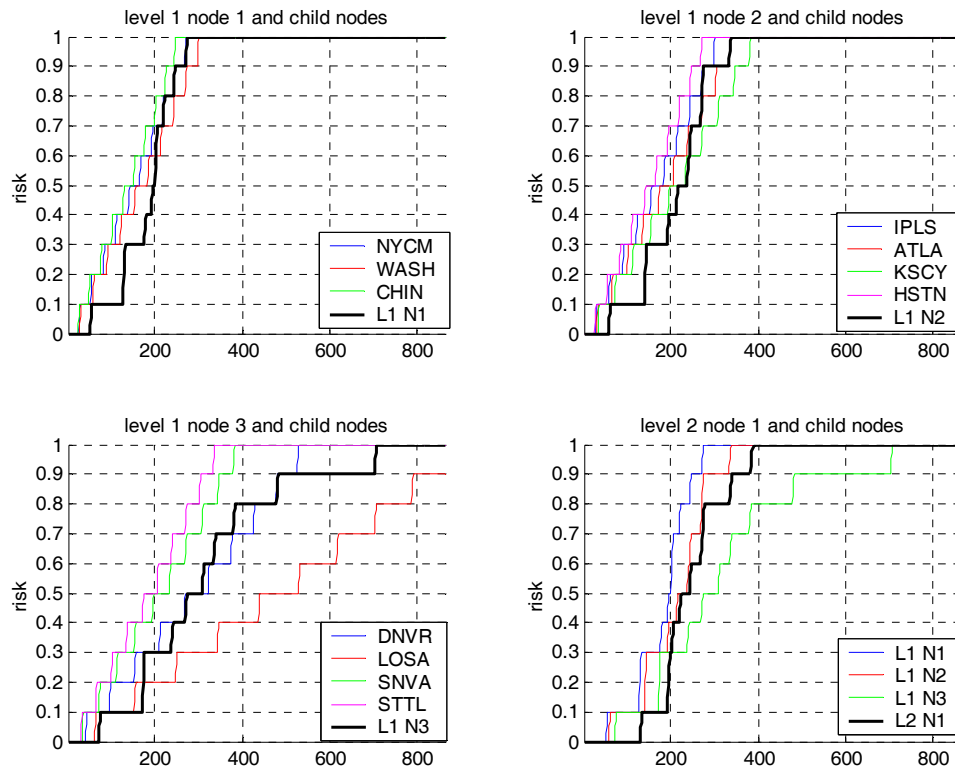 level 1 node 1 and child nodes
1
0.9
0.8
0.7
0.6
0.5
0.4
0.3
0.2
0.1
0
risk
200 400 600 800
NYCM
WASH
CHIN
L1 N1
level 1 node 2 and child nodes
1
0.9
0.8
0.7
0.6
0.5
0.4
0.3
0.2
0.1
0
risk
200 400 600 800
IPLS
ATLA
KSCY
HSTN
L1 N2
level 1 node 3 and child nodes
1
0.9
0.8
0.7
0.6
0.5
0.4
0.3
0.2
0.1
0
risk
200 400 600 800
DNVR
LOSA
SNVA
STTL
L1 N3
level 2 node 1 and child nodes
1
0.9
0.8
0.7
0.6
0.5
0.4
0.3
0.2
0.1
0
risk
200 400 600 800
L1 N1
L1 N2
L1 N3
L2 N1